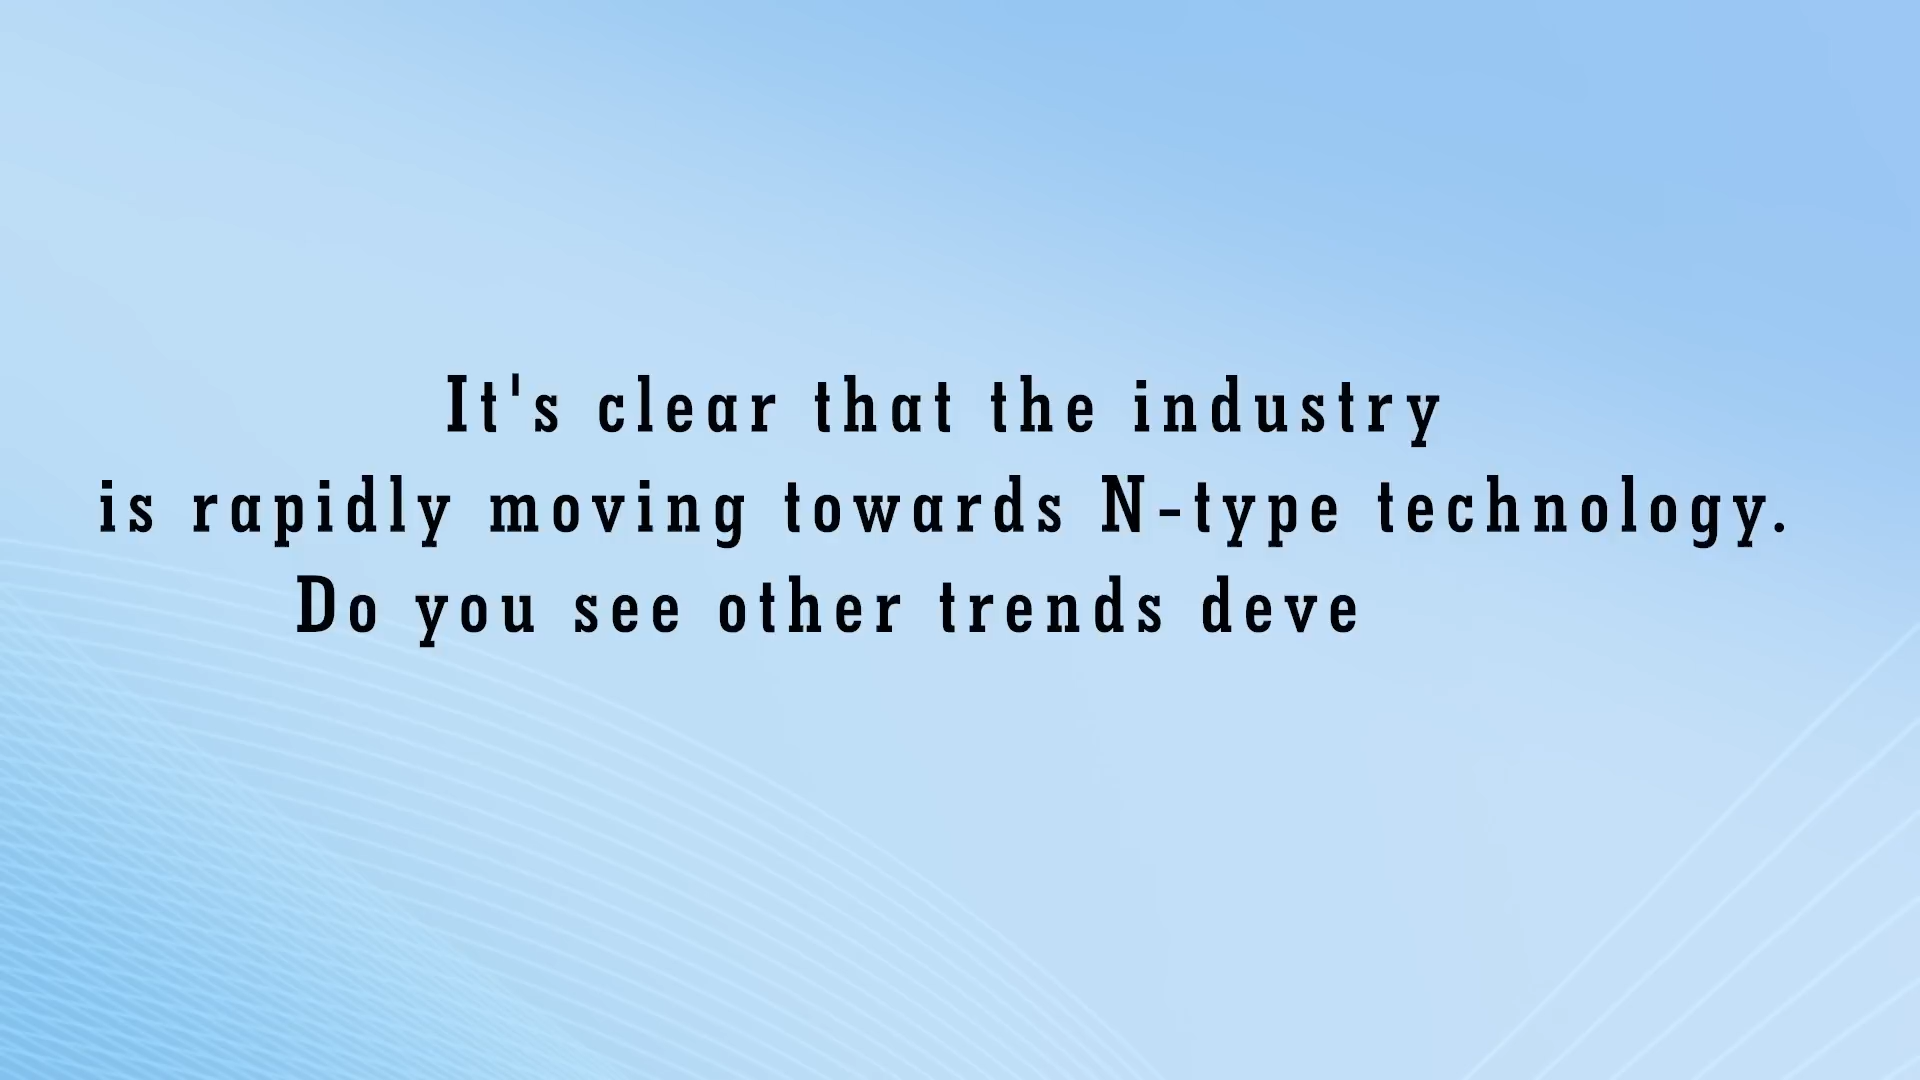 It's clear that the industry
is rapidly moving towards N-type technology.
Do you see other trends deve